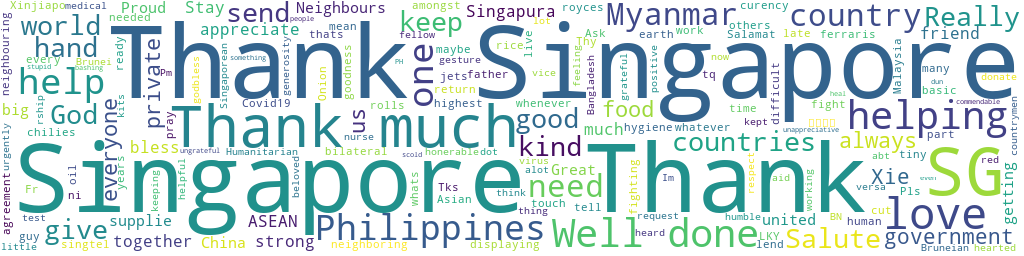 Xinjiapo medical Proud Stay send Neighbours Singapura amongst royces Myanmar country Really
needed appreciate keep one curency others Salamat ferraris friend
neighbouring world Thank Singapore
hand ready thats mean fellow people gesture maybe Ask earth work late
every Brunei Pm private jets father rice lot live Thy Malaysia many
stupid bashing help godbless Singaporean something generosity Onion goodness PH return vice feeling Bangladesh grateful positive now tq basic donate
big God Covid19 rolls highest whenever food time difficult fight heal dun
chilies kits pray Thank much us good much hygiene whatever kept helping commendable
urgently rship everyone bless nurse kind countries always part unappreciative countrymen
ungrateful Humanitarian bilateral honerable dot
agreement oil years keeping helpful beloved scold virus alot Great need fighting respect aid working Xie abt tiny red
Singapore Thank SG
Fr ni whats Tks Asian think touch tell Im versa Pls love getting
test give supplie ASEAN Philippines thing request humble united BN cut human even
guy singtel together China strong neighboring displaying Well done heard lend LKY Salute government
little Bruneian hearted